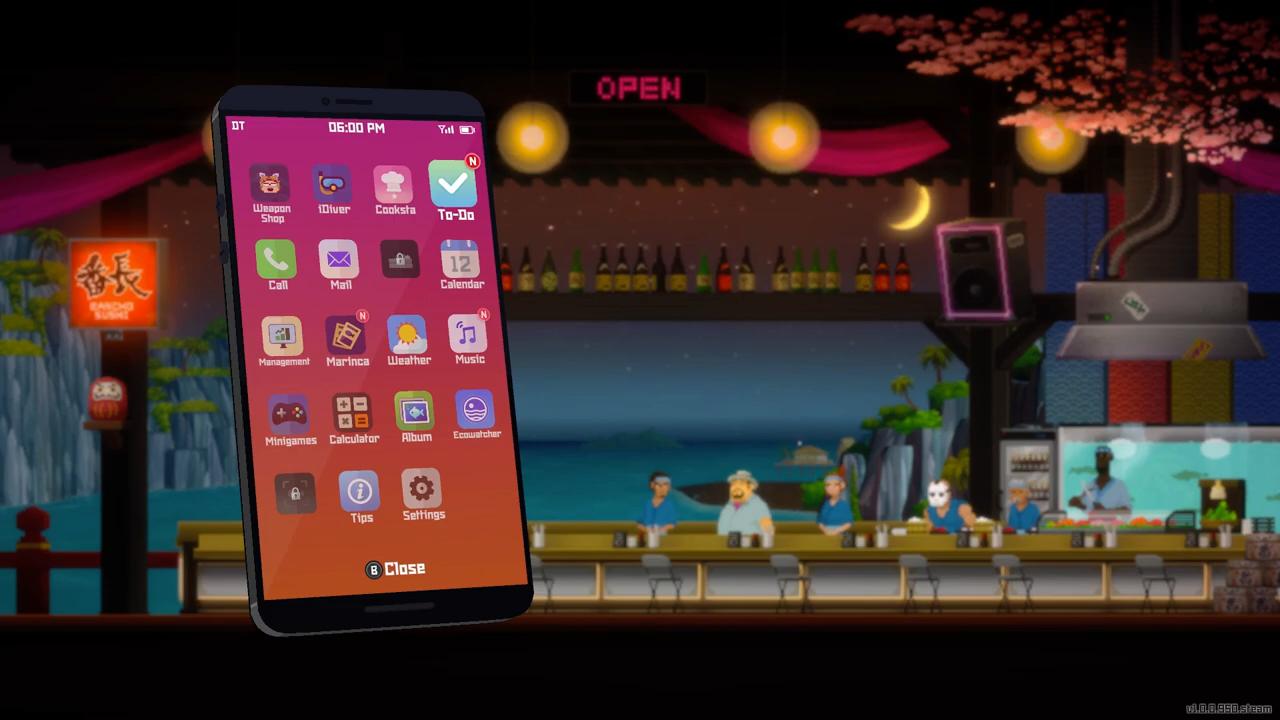 OPEN
DT
06:00 PM
N
Weapon
Shop
iDiver
Cooksta
To-Do
Call
Mail
12
Calendar
N
N
Management
Marinca
Weather
Music
Minigames
Calculator
Album
Ecowatcher
Tips
Settings
B Close
番長
BANCHO
SUSHI
v1.0.0.950.steam